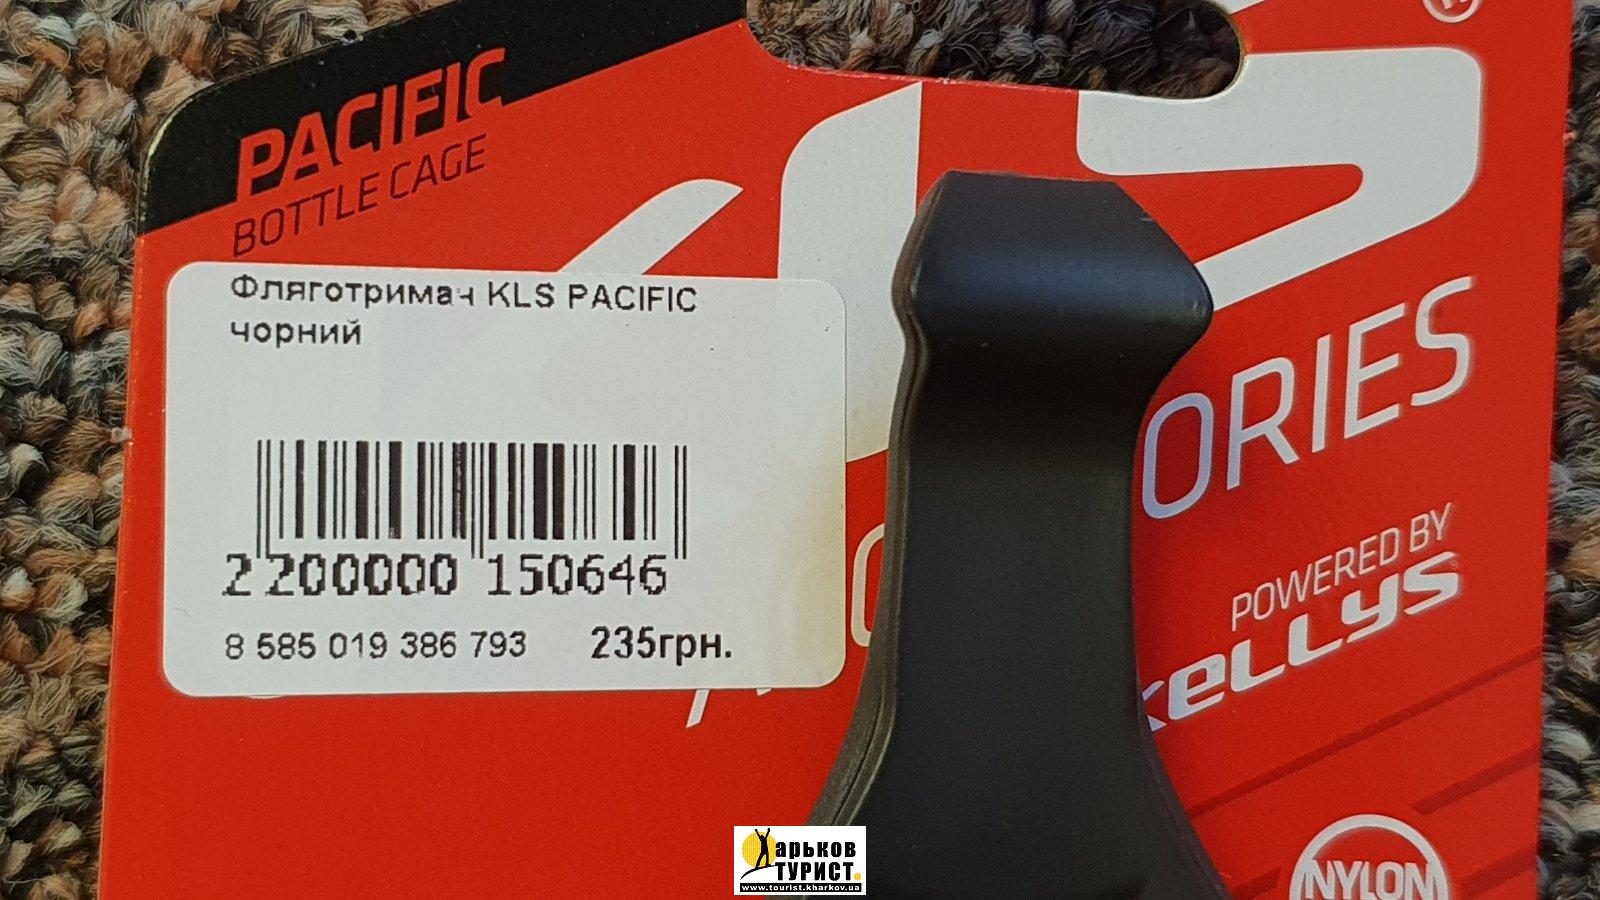 PACIFIC
BOTTLE CAGE
Фляготримач KLS PACIFIC
чорний
2 200000 150646
8 585 019 386 793 235грн.
ORIES
POWERED BY
KELLYS
NYLON
Харьков
ТУРИСТ.
www.tourist.kharkov.ua